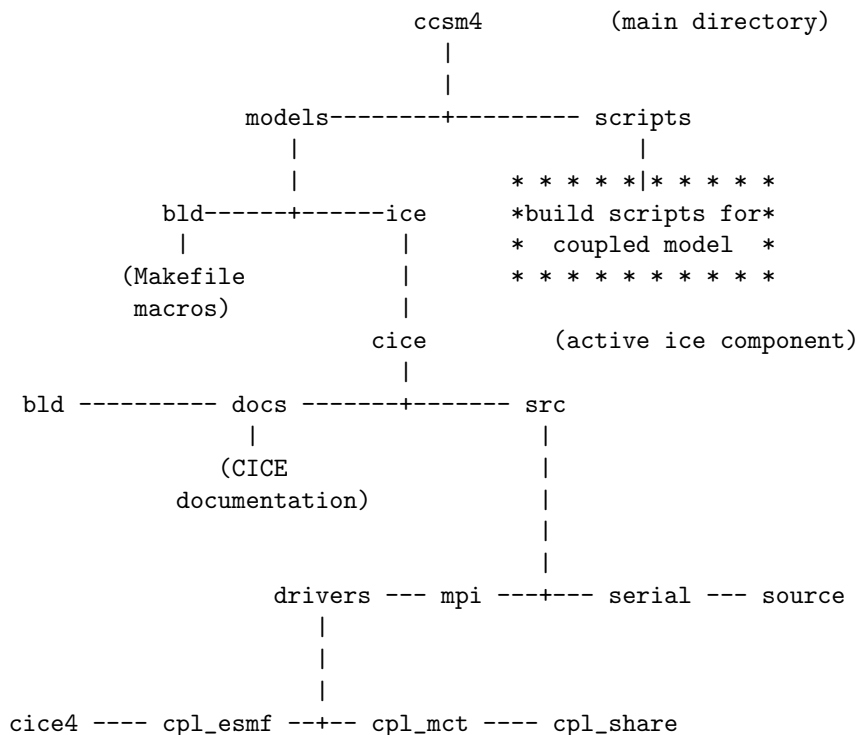 ccsm4 (main directory)
|
|
models--------+--------- scripts
| |
| * * * * *|* * * * *
bld------+------ice *build scripts for*
| | * coupled model *
(Makefile | * * * * * * * * * *
macros) |
cice (active ice component)
|
bld ---------- docs -------+------- src
| |
(CICE |
documentation) |
|
|
drivers --- mpi ---+--- serial --- source
|
|
|
cice4 ---- cpl_esmf --+-- cpl_mct ---- cpl_share